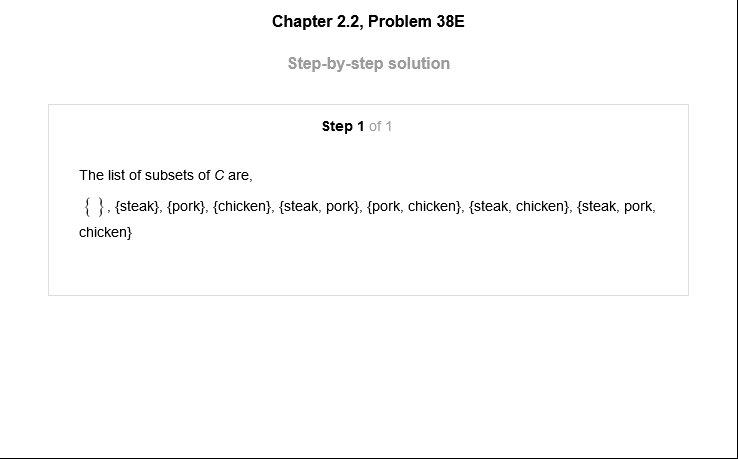 Chapter 2.2, Problem 38E
Step-by-step solution
Step 1 of 1
The list of subsets of C are,
{ }, {steak}, {pork}, {chicken}, {steak, pork}, {pork, chicken}, {steak, chicken}, {steak, pork,
chicken}